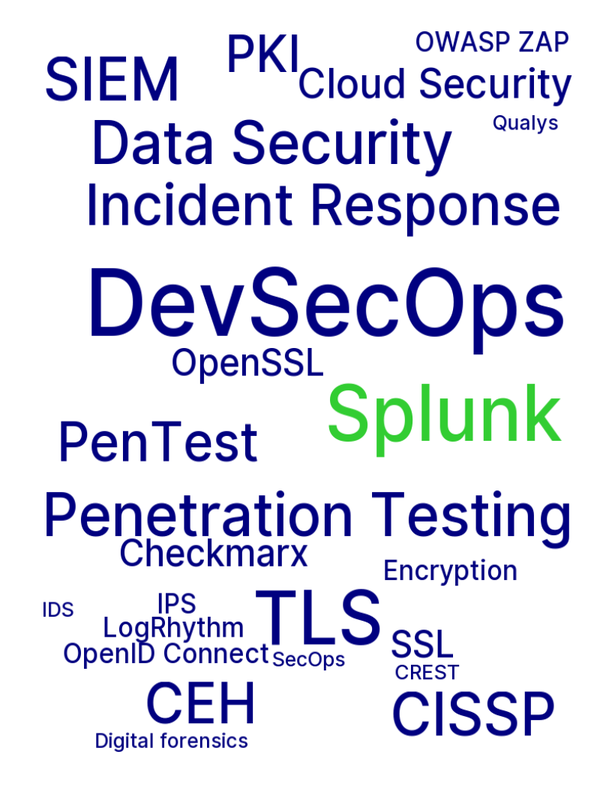 OWASP ZAP
PKI
SIEM
Cloud Security
Qualys
Data Security
Incident Response
DevSecOps
OpenSSL
Splunk
PenTest
Penetration Testing
Checkmarx
Encryption
IDS
IPS
TLS
LogRhythm
SSL
OpenID Connect
SecOps
CREST
CEH
CISSP
Digital forensics